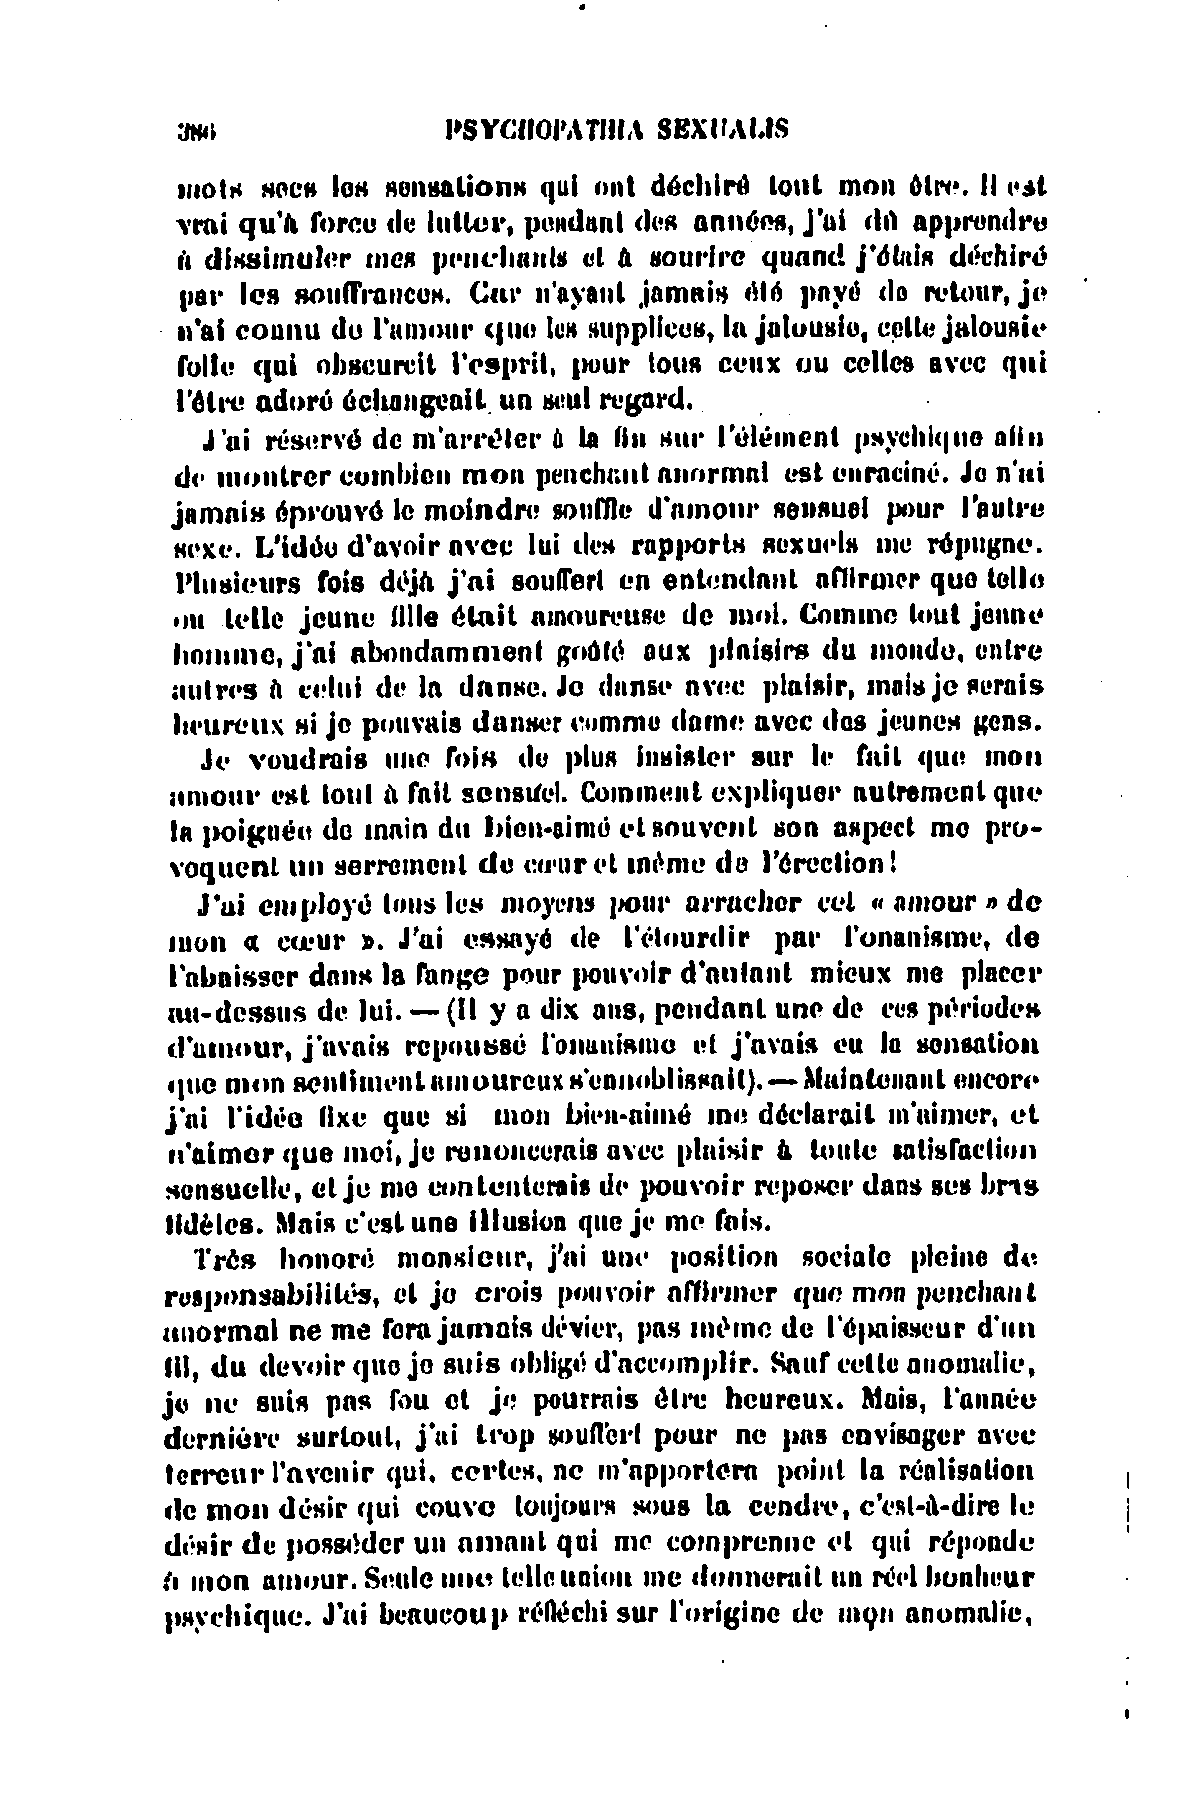 386 PSYCHOPATHIA SEXUALIS
mots secs les sensations qui ont déchiré tout mon être. Il est
vrai qu'à force de lutter, pendant des années, j'ai dû apprendre
à dissimuler mes penchants et à sourire quand j'étais déchiré
par les souffrances. Car n'ayant jamais été payé de retour, je
n'ai connu de l'amour que les supplices, la jalousie, cette jalousie
folle qui obscurcit l'esprit, pour tous ceux ou celles avec qui
l'être adoré échangeait un seul regard.
J'ai réservé de m'arrêter à la fin sur l'élément psychique afin
de montrer combien mon penchant anormal est enraciné. Je n'ai
jamais éprouvé le moindre souffle d'amour sensuel pour l'autre
sexe. L'idée d'avoir avec lui des rapports sexuels me répugne.
Plusieurs fois déjà j'ai souffert en entendant affirmer que telle
ou telle jeune fille était amoureuse de moi. Comme tout jeune
homme, j'ai abondamment goûté aux plaisirs du monde, entre
autres à celui de la danse. Je danse avec plaisir, mais je serais
heureux si je pouvais danser comme dame avec des jeunes gens.
Je voudrais une fois de plus insister sur le fait que mon
amour est tout à fait sensuel. Comment expliquer autrement que
la poignée de main du bien-aimé et souvent son aspect me pro-
voquent un serrement de cœur et même de l'érection!
J'ai employé tous les moyens pour arracher cet « amour » de
mon « cœur ». J'ai essayé de l'étourdir par l'onanisme, de
l'abaisser dans la fange pour pouvoir d'autant mieux me placer
au-dessus de lui. — (Il y a dix ans, pendant une de ces périodes
d'amour, j'avais repoussé l'onanisme et j'avais eu la sensation
que mon sentiment amoureux s'ennoblissait). — Maintenant encore
j'ai l'idée fixe que si mon bien-aimé me déclarait m'aimer, et
n'aimer que moi, je renoncerais avec plaisir à toute satisfaction
sensuelle, et je me contenterais de pouvoir reposer dans ses bras
fidèles. Mais c'est une illusion que je me fais.
Très honoré monsieur, j'ai une position sociale pleine de
responsabilités, et je crois pouvoir affirmer que mon penchant
anormal ne me fera jamais dévier, pas même de l'épaisseur d'un
fil, du devoir que je suis obligé d'accomplir. Sauf cette anomalie,
je ne suis pas fou et je pourrais être heureux. Mais, l'année
dernière surtout, j'ai trop souffert pour ne pas envisager avec
terreur l'avenir qui, certes, ne m'apportera point la réalisation
de mon désir qui couve toujours sous la cendre, c'est-à-dire le
désir de posséder un amant qui me comprenne et qui réponde
à mon amour. Seule une telle union me donnerait un réel bonheur
psychique. J'ai beaucoup réfléchi sur l'origine de mon anomalie,